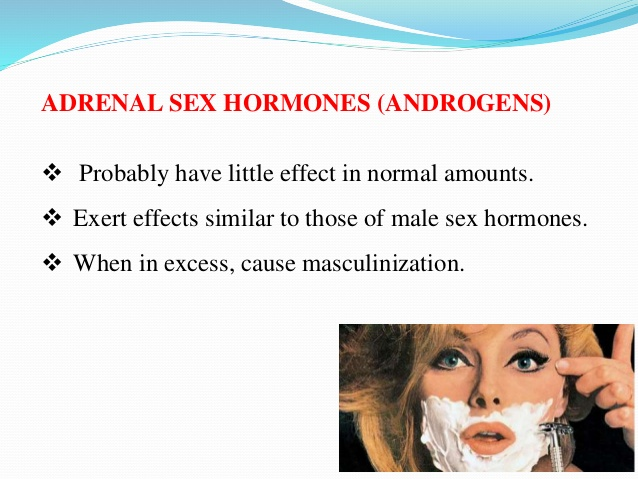 ADRENAL SEX HORMONES (ANDROGENS)
❖ Probably have little effect in normal amounts.
❖ Exert effects similar to those of male sex hormones.
❖ When in excess, cause masculinization.